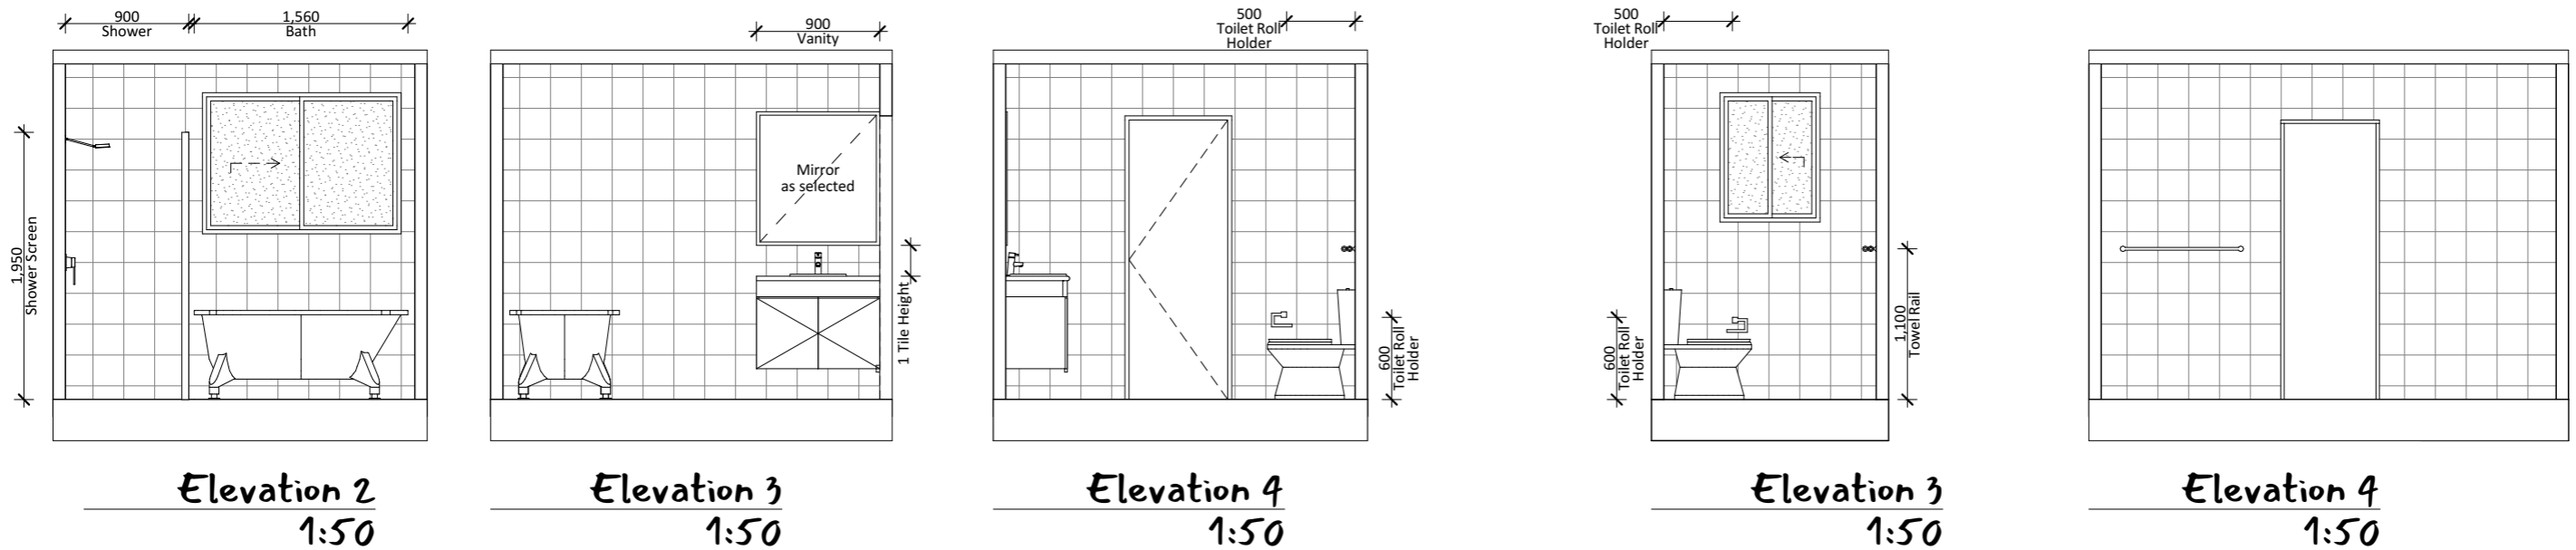 900
Shower
1,560
Bath
1,950
Shower Screen
Elevation 2
1:50
900
Vanity
Mirror
as selected
1 Tile Height
Elevation 3
1:50
500
Toilet Roll
Holder
600
Toilet Roll
Holder
Elevation 4
1:50
500
Toilet Roll
Holder
600
Toilet Roll
Holder
1,100
Towel Rail
Elevation 3
1:50
Elevation 4
1:50